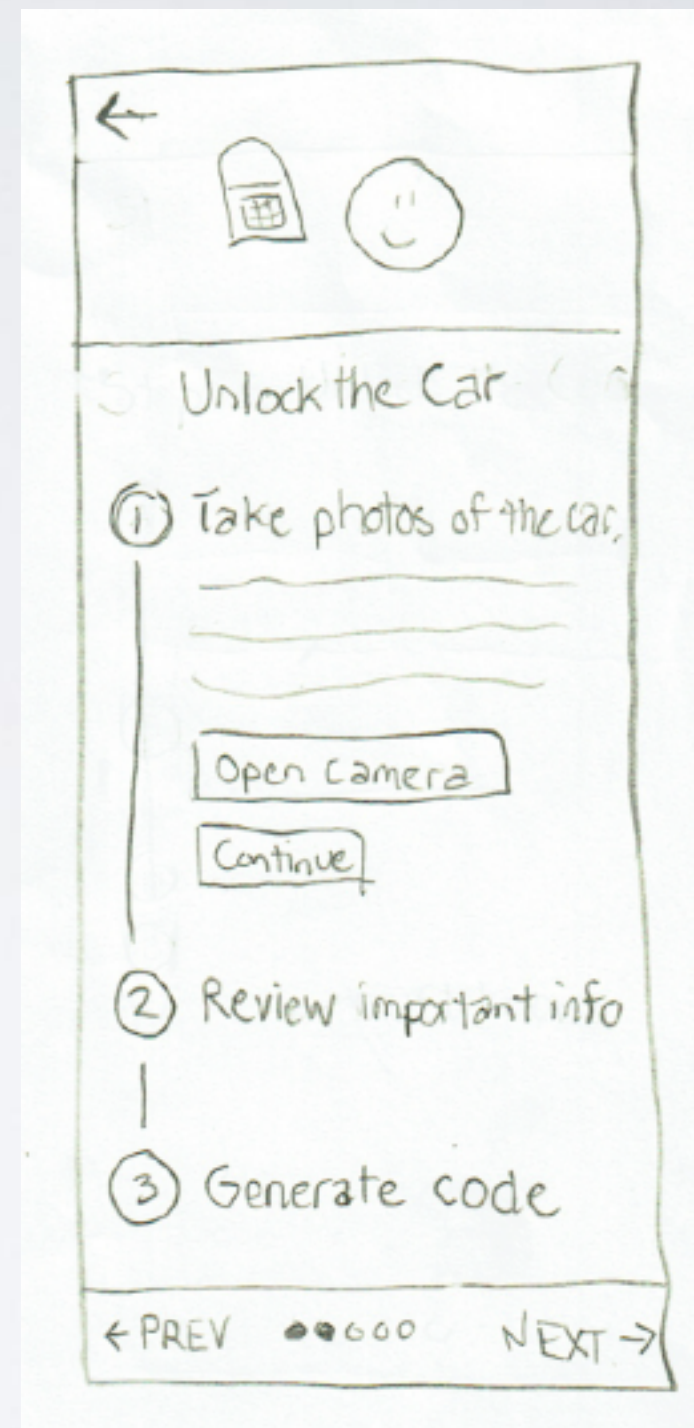 ←
Unlock the Car
1 Take photos of the car.
Open Camera
Continue
2 Review important info
3 Generate code
← PREV NEXT →